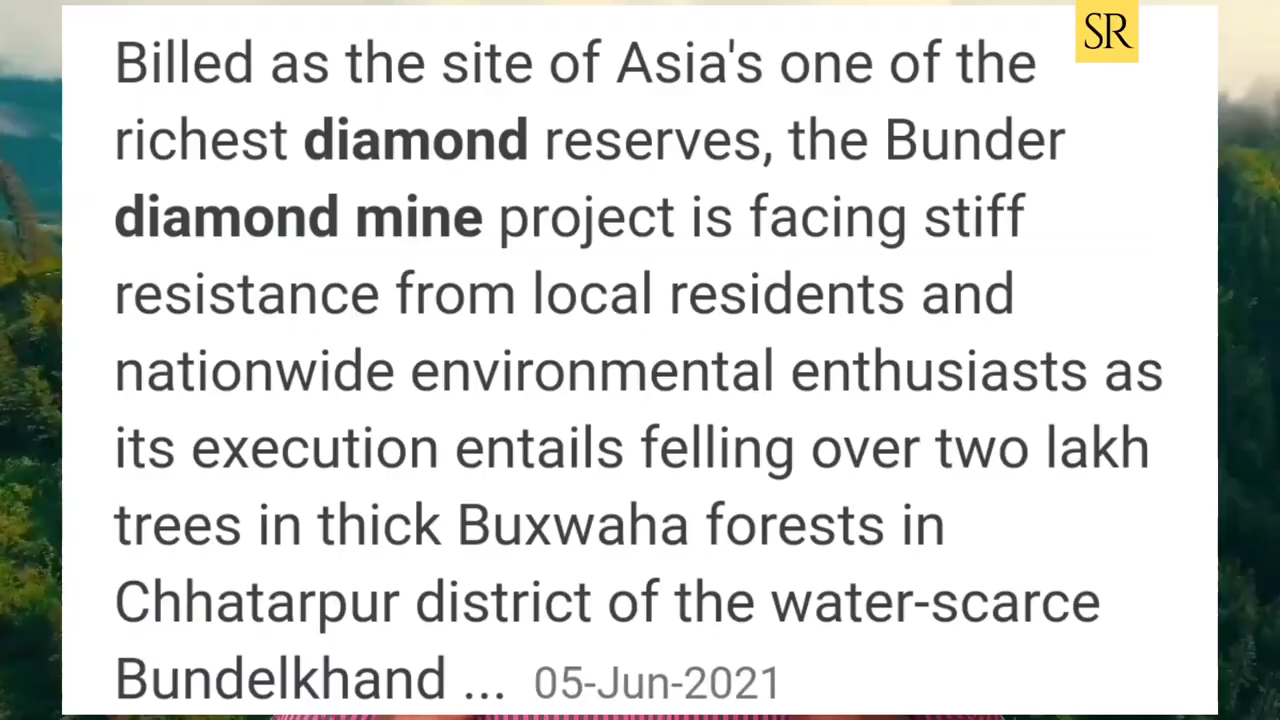 SR
Billed as the site of Asia's one of the
richest diamond reserves, the Bunder
diamond mine project is facing stiff
resistance from local residents and
nationwide environmental enthusiasts as
its execution entails felling over two lakh
trees in thick Buxwaha forests in
Chhatarpur district of the water-scarce
Bundelkhand ... 05-Jun-2021